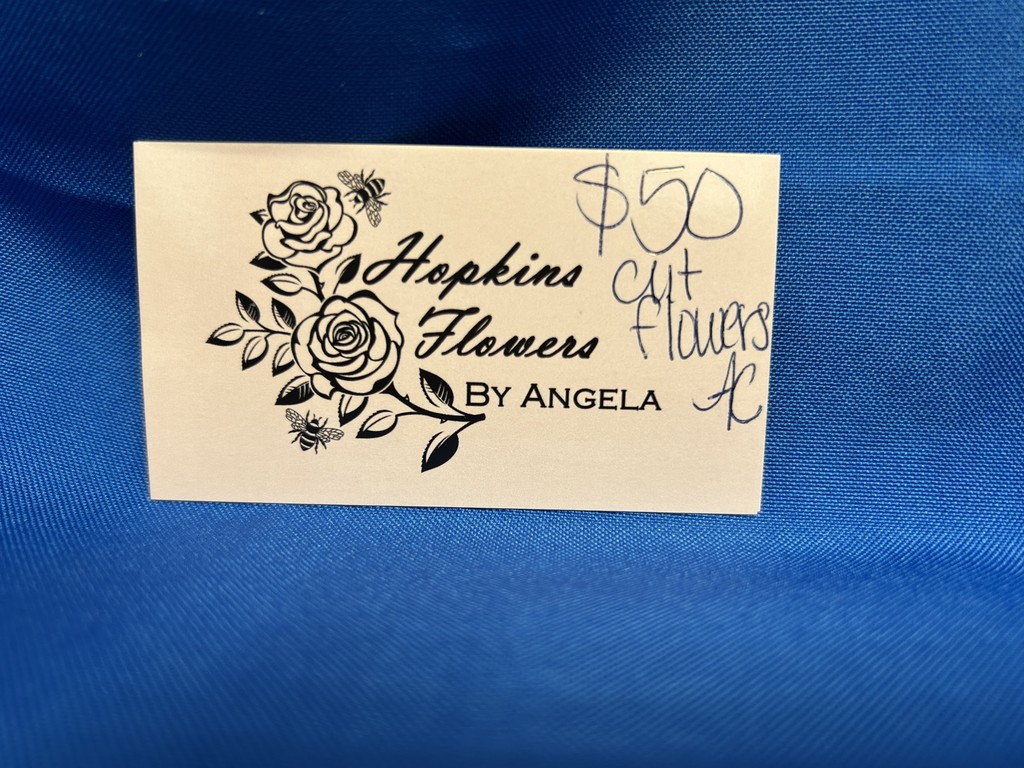 Hopkins
Flowers
BY ANGELA
$50
cut
flowers
AC